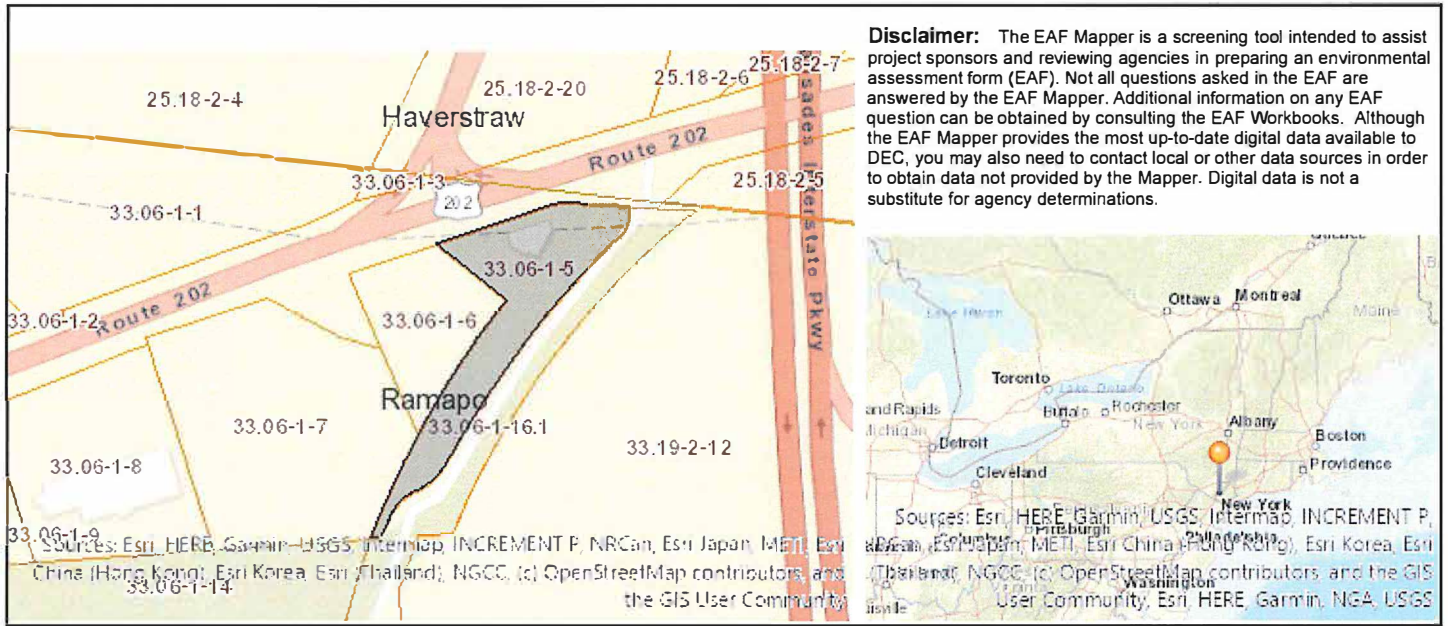 Disclaimer: The EAF Mapper is a screening tool intended to assist
project sponsors and reviewing agencies in preparing an environmental
assessment form (EAF). Not all questions asked in the EAF are
answered by the EAF Mapper. Additional information on any EAF
question can be obtained by consulting the EAF Workbooks. Although
the EAF Mapper provides the most up-to-date digital data available to
DEC, you may also need to contact local or other data sources in order
to obtain data not provided by the Mapper. Digital data is not a
substitute for agency determinations.
25.18-2-4
25.18-2-20
25.18-2-6
25.18-2-7
Haverstraw
Route 202
33.06-1-3
202
25.18-2-5
33.06-1-1
33.06-1-5
Interstate Pkwy
33.06-1-2
Route 202
33.06-1-6
Ramapo
33.06-1-7
33.06-1-16.1
33.19-2-12
33.06-1-8
33.06-1-9
Sources: Esri, HERE, Garmin, USGS, Intermap, INCREMENT P, NRCan, Esri Japan, METI, Esri
China (Hong Kong), Esri Korea, Esri (Thailand), NGCC, (c) OpenStreetMap contributors, and
33.06-1-14
the GIS User Community
Ottawa
Montreal
Maine
Lake Huron
Toronto
Lake Ontario
and Rapids
Buffalo
Rochester
Michigan
New York
Albany
Detroit
Boston
Providence
Cleveland
New York
Sources: Esri, HERE, Garmin, USGS, Intermap, INCREMENT P,
Pittsburgh
Columbus
Philadelphia
NRCan, Esri Japan, METI, Esri China (Hong Kong), Esri Korea, Esri
(Thailand), NGCC, (c) OpenStreetMap contributors, and the GIS
Washington
User Community, Esri, HERE, Garmin, NGA, USGS